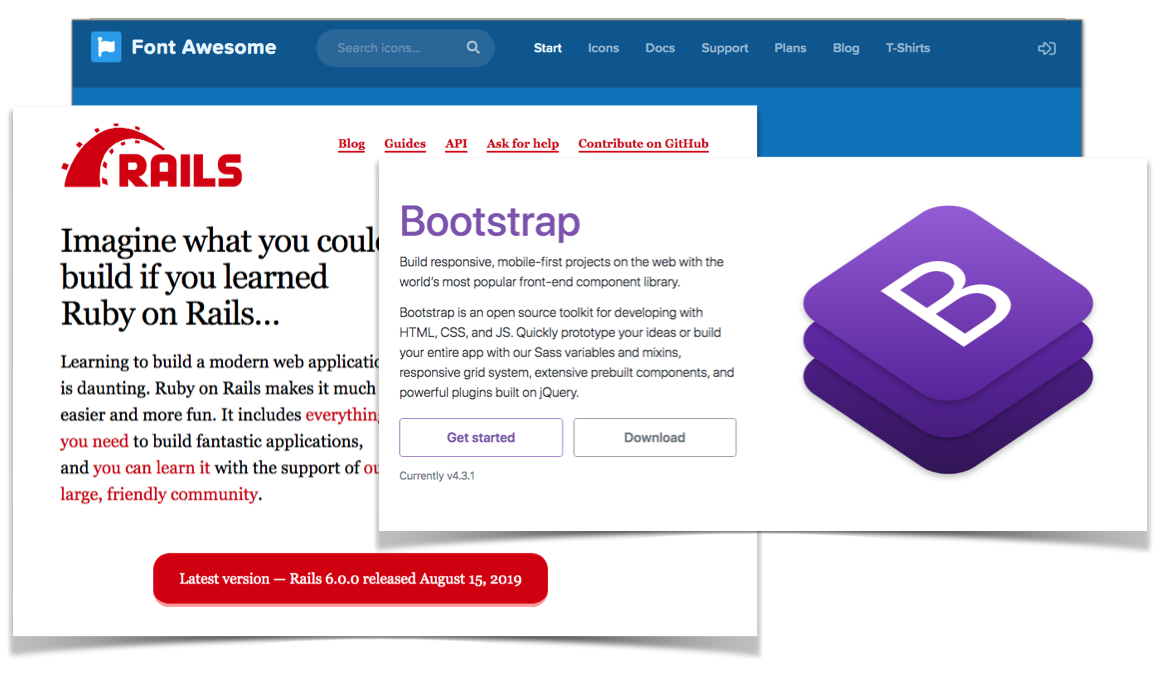 Font Awesome
Search icons...
Start Icons Docs Support Plans Blog T-Shirts
RAILS
Blog Guides API Ask for help Contribute on GitHub
Imagine what you
build if you learned
Ruby on Rails...
Learning to build a modern web
is daunting. Ruby on Rails makes it much
easier and more fun. It includes everything
you need to build fantastic applications,
and you can learn it with the support of
large, friendly community.
Latest version — Rails 6.0.0 released August 15, 2019
Bootstrap
Build responsive, mobile-first projects on the web with the
world's most popular front-end component library.
Bootstrap is an open source toolkit for developing with
HTML, CSS, and JS. Quickly prototype your ideas or build
your entire app with our Sass variables and mixins,
responsive grid system, extensive prebuilt components, and
powerful plugins built on jQuery.
Get started Download
Currently v4.3.1
B